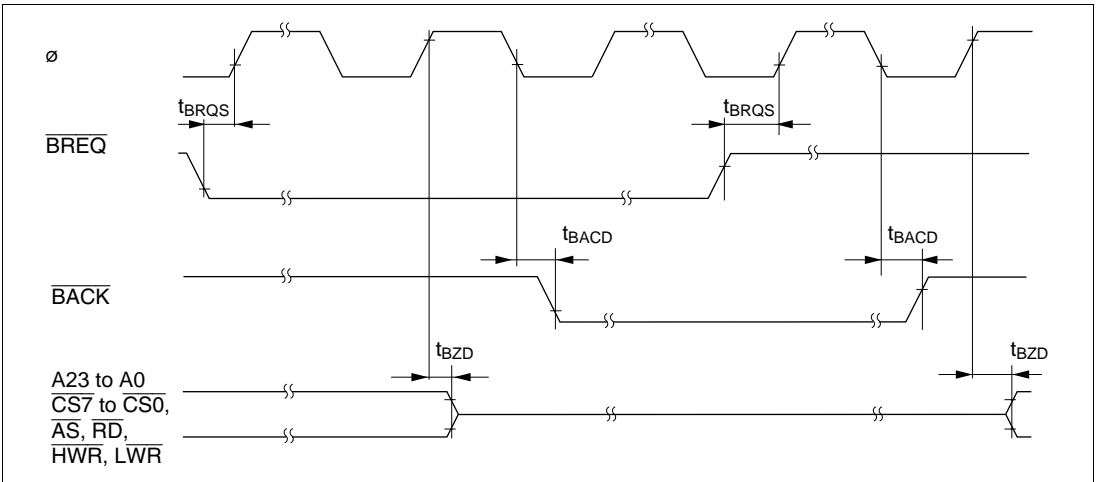 ø
tBRQS tBRQS
BREQ
tBACD tBACD
BACK
tBZD tBZD
A23 to A0
CS7 to CS0,
AS, RD,
HWR, LWR